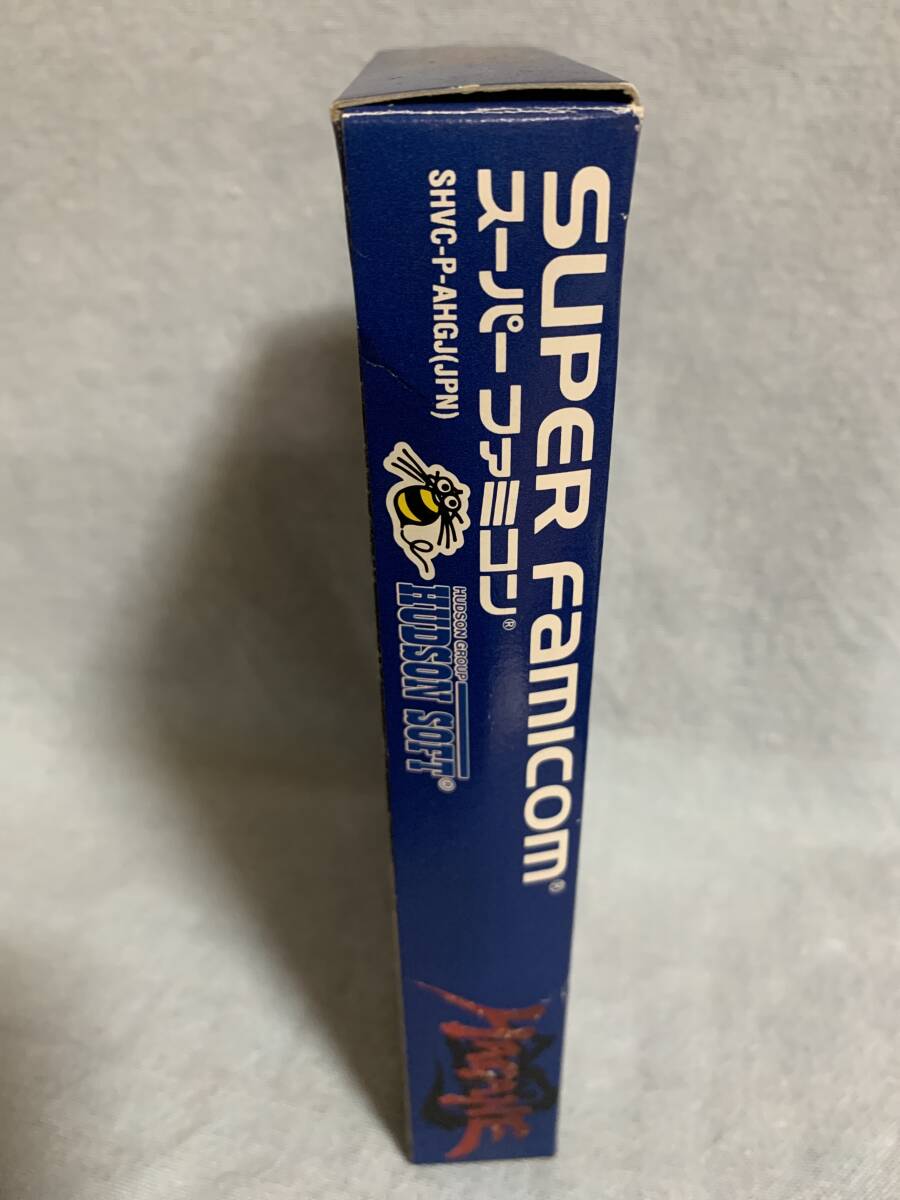 SUPER FAMICOM®
スーパーファミコン®
SHVC-P-AHGJ(JPN)
HUDSON GROUP
HUDSON SOFT©